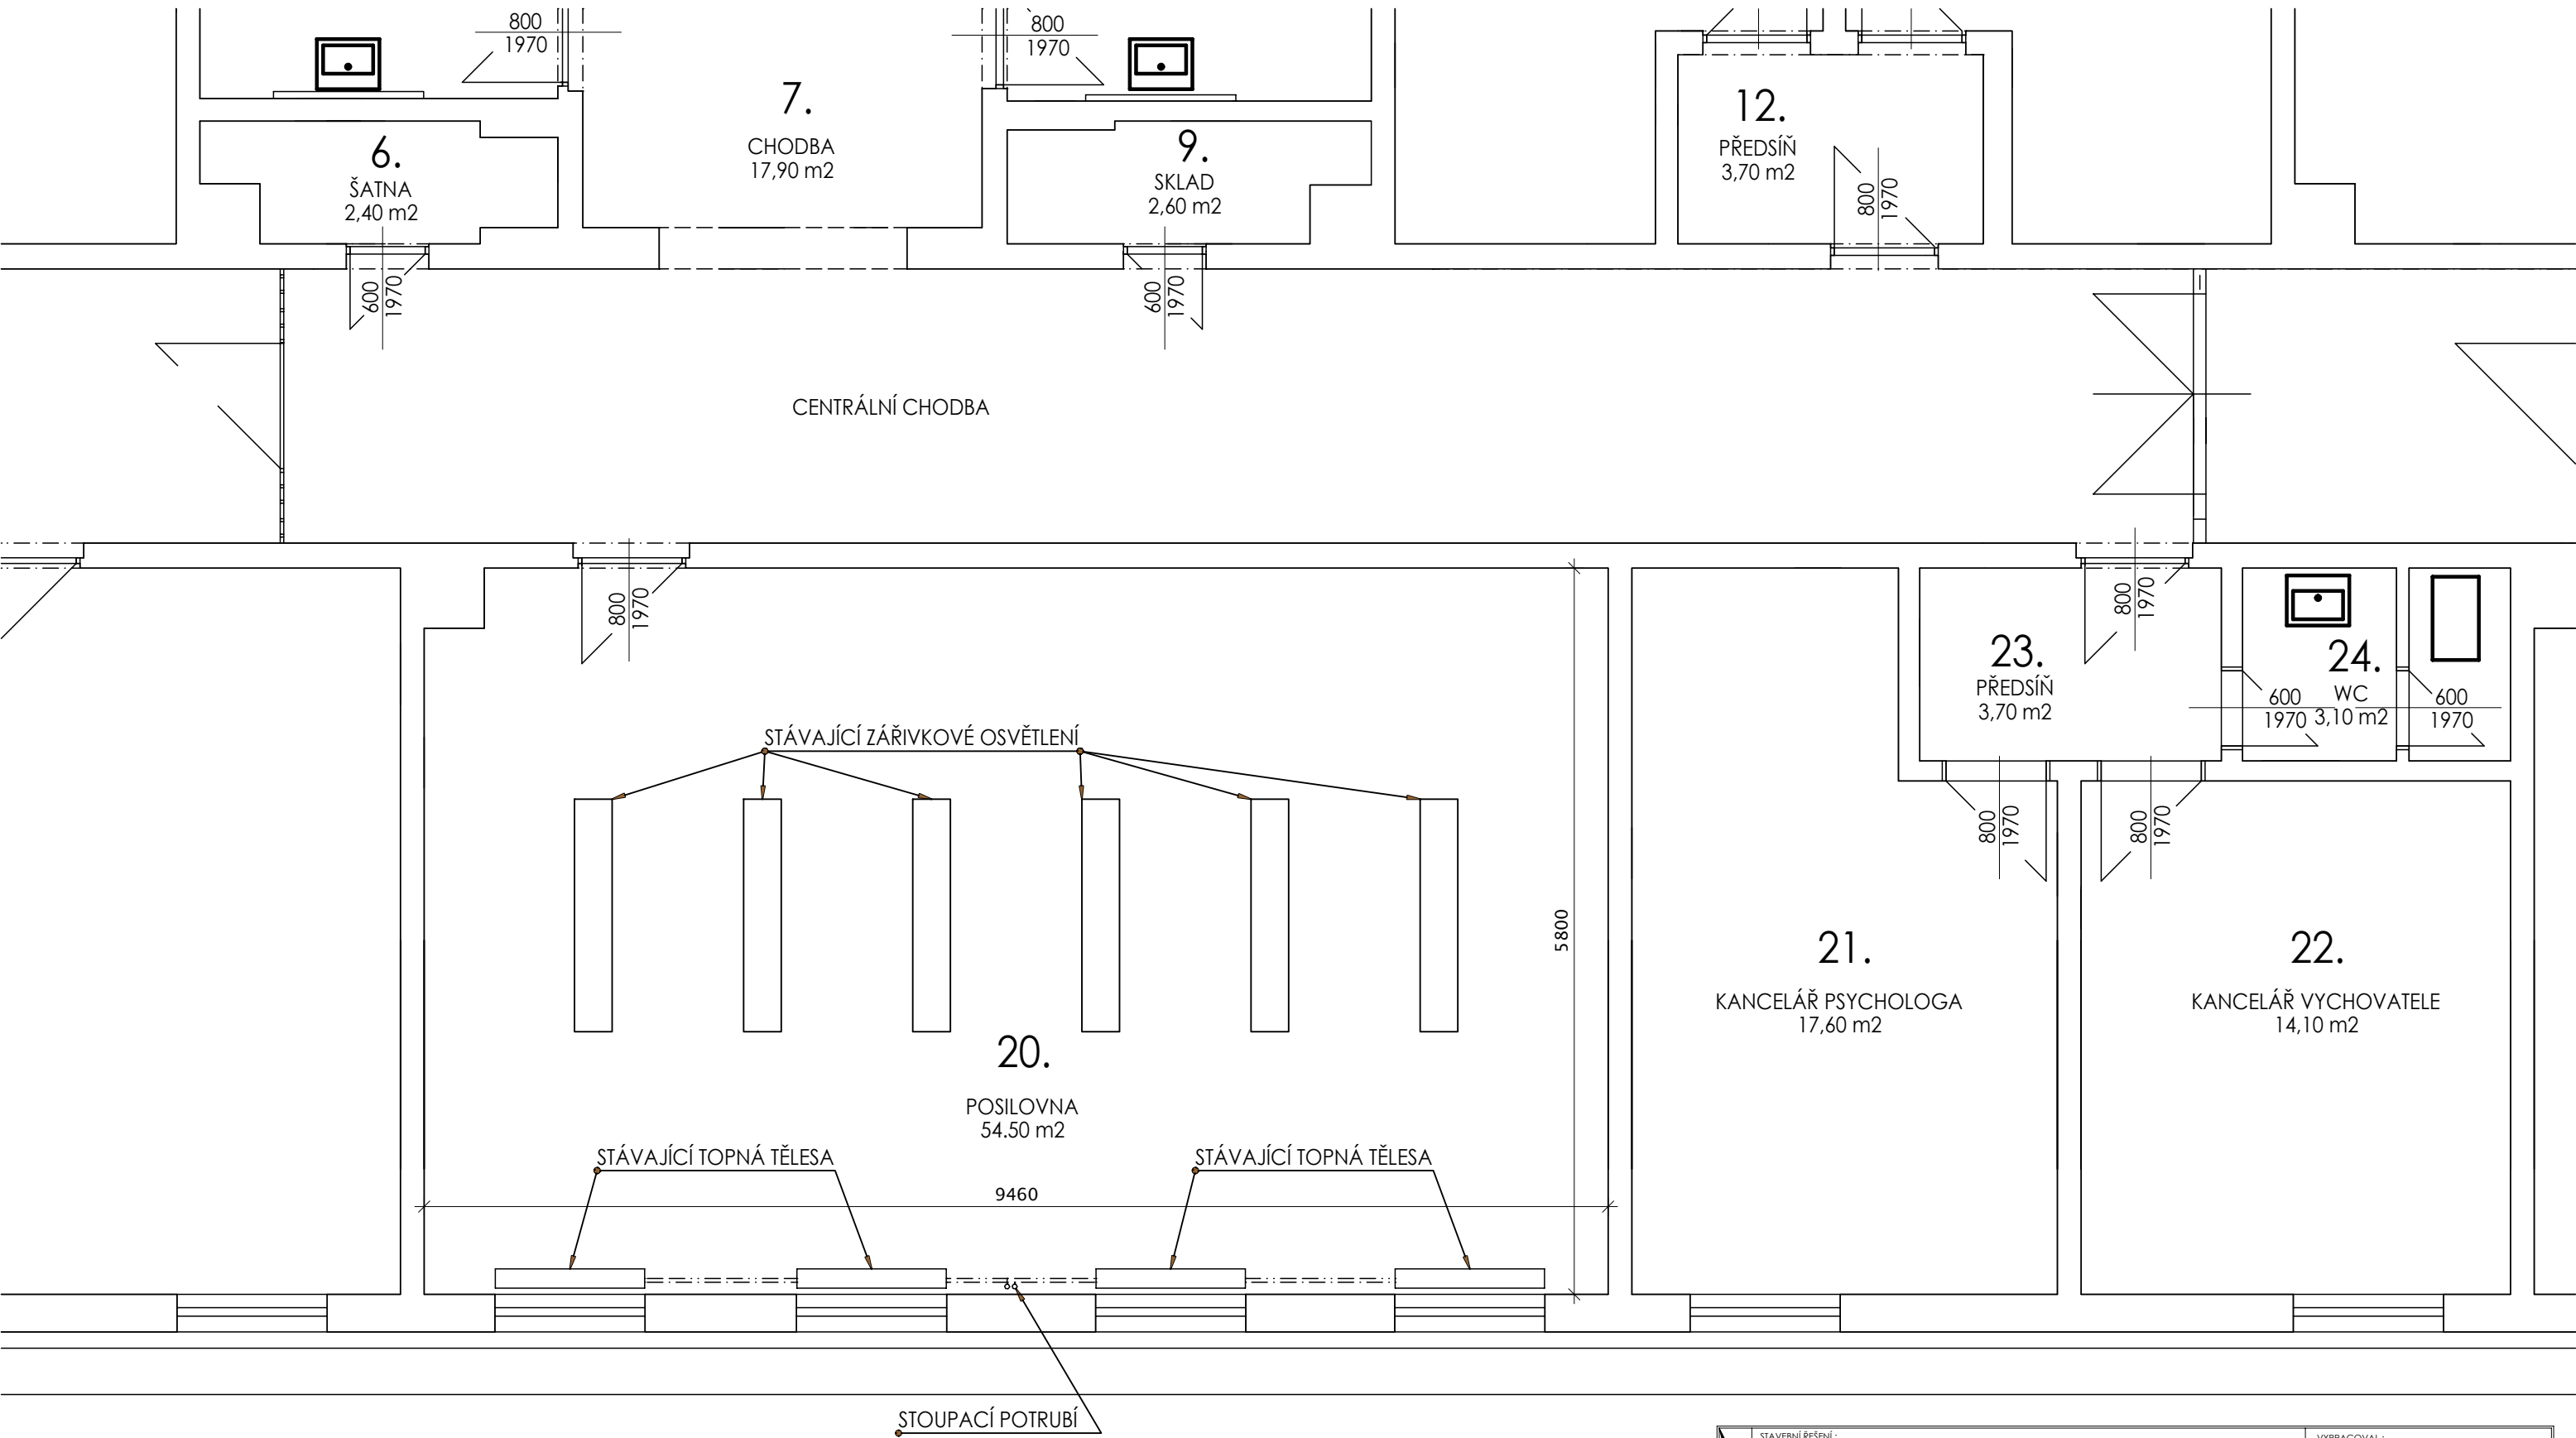 800
1970
800
1970
7.
CHODBA
17,90 m2
12.
PŘEDSÍŇ
3,70 m2
800
1970
6.
ŠATNA
2,40 m2
9.
SKLAD
2,60 m2
600
1970
600
1970
CENTRÁLNÍ CHODBA
800
1970
800
1970
23.
PŘEDSÍŇ
3,70 m2
24.
WC
3,10 m2
600
1970
600
1970
STÁVAJÍCÍ ZÁŘIVKOVÉ OSVĚTLENÍ
800
1970
800
1970
5800
21.
KANCELÁŘ PSYCHOLOGA
17,60 m2
22.
KANCELÁŘ VYCHOVATELE
14,10 m2
20.
POSILOVNA
54.50 m2
STÁVAJÍCÍ TOPNÁ TĚLESA
STÁVAJÍCÍ TOPNÁ TĚLESA
9460
STOUPACÍ POTRUBÍ
STAVEBNÍ ŘEŠENÍ :
VYPRACOVAL :